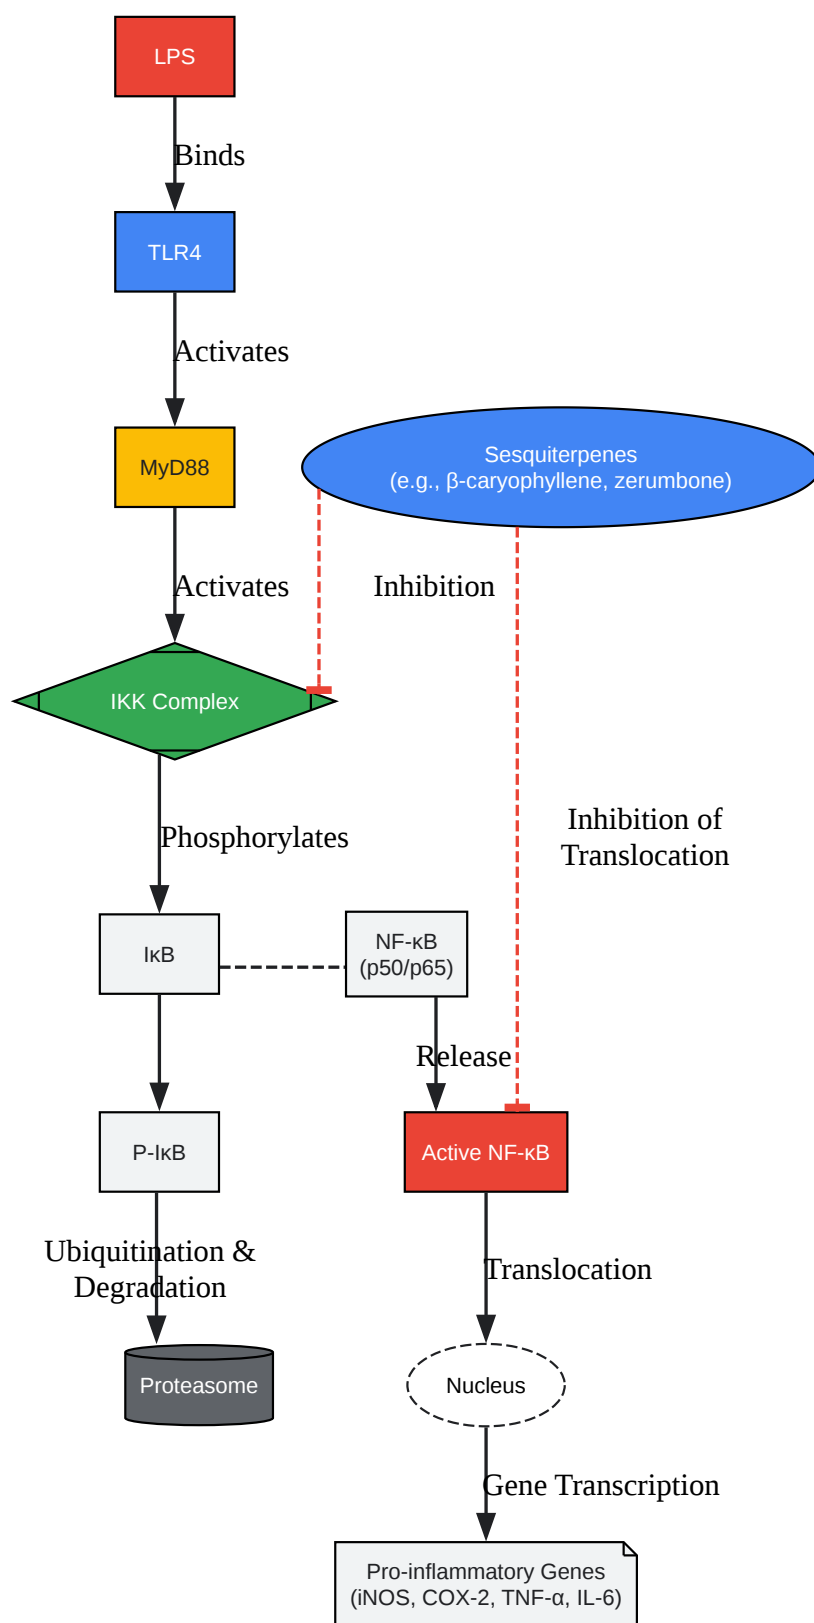 LPS
Binds
TLR4
Activates
MyD88
Sesquiterpenes
(e.g., β-caryophyllene, zerumbone)
Activates
Inhibition
IKK Complex
Phosphorylates
Inhibition of
Translocation
IκB
NF-κB
(p50/p65)
Release
P-IκB
Active NF-κB
Ubiquitination &
Degradation
Translocation
Proteasome
Nucleus
Gene Transcription
Pro-inflammatory Genes
(iNOS, COX-2, TNF-α, IL-6)